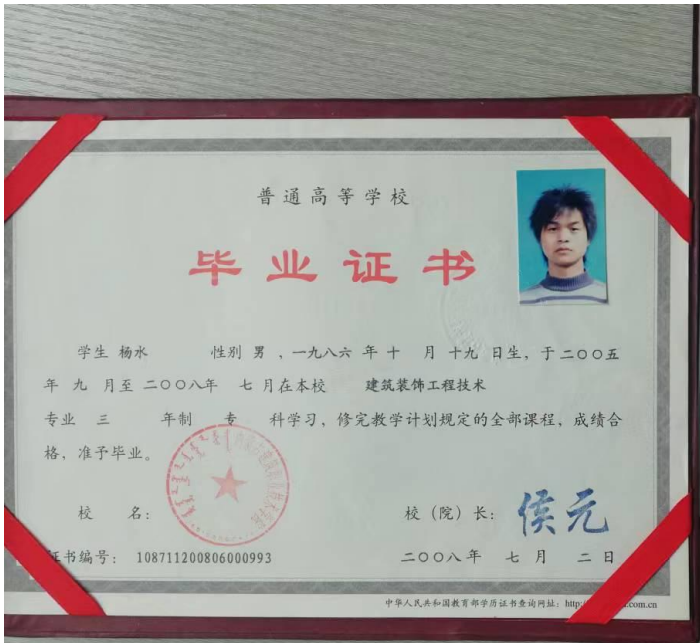 普通高等学校
毕业证书
学生 杨水 性别 男 ，一九八六 年 十 月 十九 日生，于二〇〇五
年 九 月至 二〇〇八年 七 月在本校 建筑装饰工程技术
专业 三 年制 专 科学习，修完教学计划规定的全部课程，成绩合
格，准予毕业。
校 名： 校（院）长： 侯元
证书编号： 108711200806000993 二〇〇八年 七 月 二 日
中华人民共和国教育部学历证书查询网址： http:
.com.cn